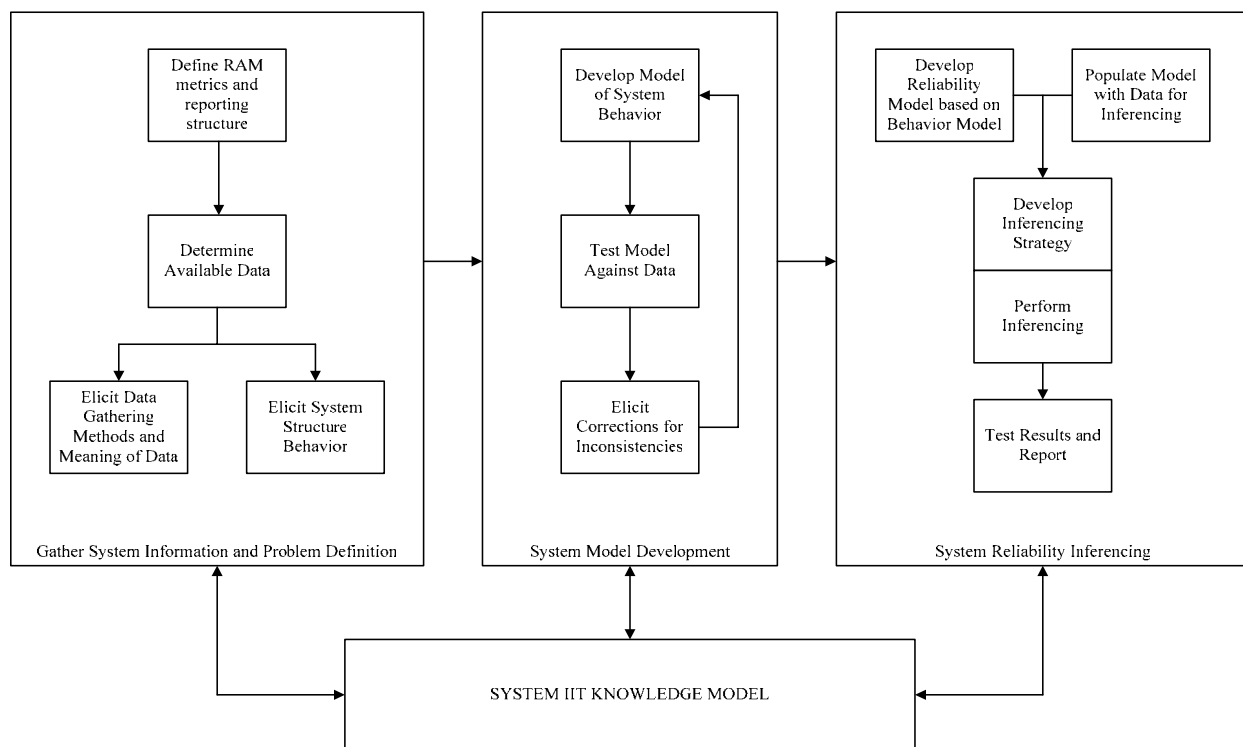 Define RAM
metrics and
reporting
structure
Determine
Available Data
Elicit Data
Gathering
Methods and
Meaning of Data
Elicit System
Structure
Behavior
Gather System Information and Problem Definition
Develop Model
of System
Behavior
Test Model
Against Data
Elicit
Corrections for
Inconsistencies
System Model Development
Develop
Reliability
Model based on
Behavior Model
Populate Model
with Data for
Inferencing
Develop
Inferencing
Strategy
Perform
Inferencing
Test Results and
Report
System Reliability Inferencing
SYSTEM IIT KNOWLEDGE MODEL